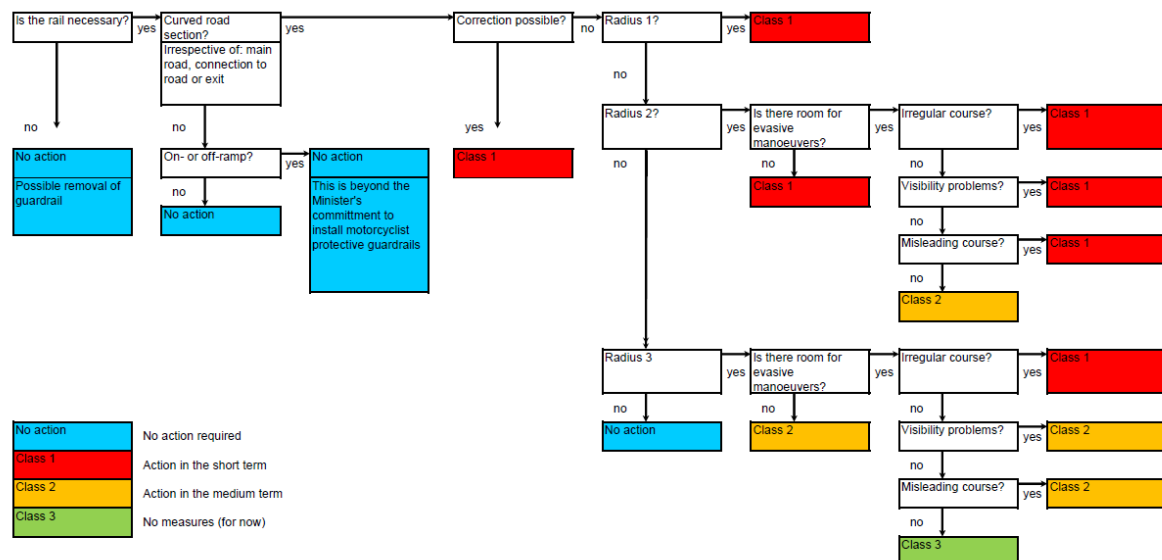 Is the rail necessary?
yes
Curved road
section?
Irrespective of: main
road, connection to
road or exit
yes
Correction possible?
no
Radius 1?
yes
Class 1
no
no
no
yes
no
Radius 2?
yes
Is there room for
evasive
manoeuvers?
yes
Irregular course?
yes
Class 1
No action
Possible removal of
guardrail
On- or off-ramp?
yes
No action
This is beyond the
Minister's
committment to
install motorcyclist
protective guardrails
no
No action
Class 1
no
no
Class 1
no
Visibility problems?
yes
Class 1
no
Misleading course?
yes
Class 1
no
Class 2
Radius 3
yes
Is there room for
evasive
manoeuvers?
yes
Irregular course?
yes
Class 1
no
no
no
No action
Class 2
Visibility problems?
yes
Class 2
no
Misleading course?
yes
Class 2
no
Class 3
No action
No action required
Class 1
Action in the short term
Class 2
Action in the medium term
Class 3
No measures (for now)